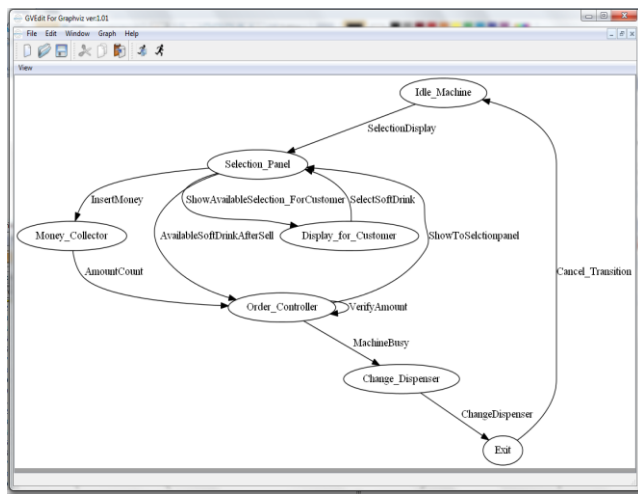 GVEdit For Graphviz ver:1.01
File Edit Window Graph Help
View
Idle_Machine
SelectionDisplay
Selection_Panel
InsertMoney
ShowAvailableSelection_ForCustomer
SelectSoftDrink
Money_Collector
AvailableSoftDrinkAfterSell
Display_for_Customer
ShowToSelctionpanel
AmountCount
Cancel_Transition
Order_Controller
VerifyAmount
MachineBusy
Change_Dispenser
ChangeDispenser
Exit